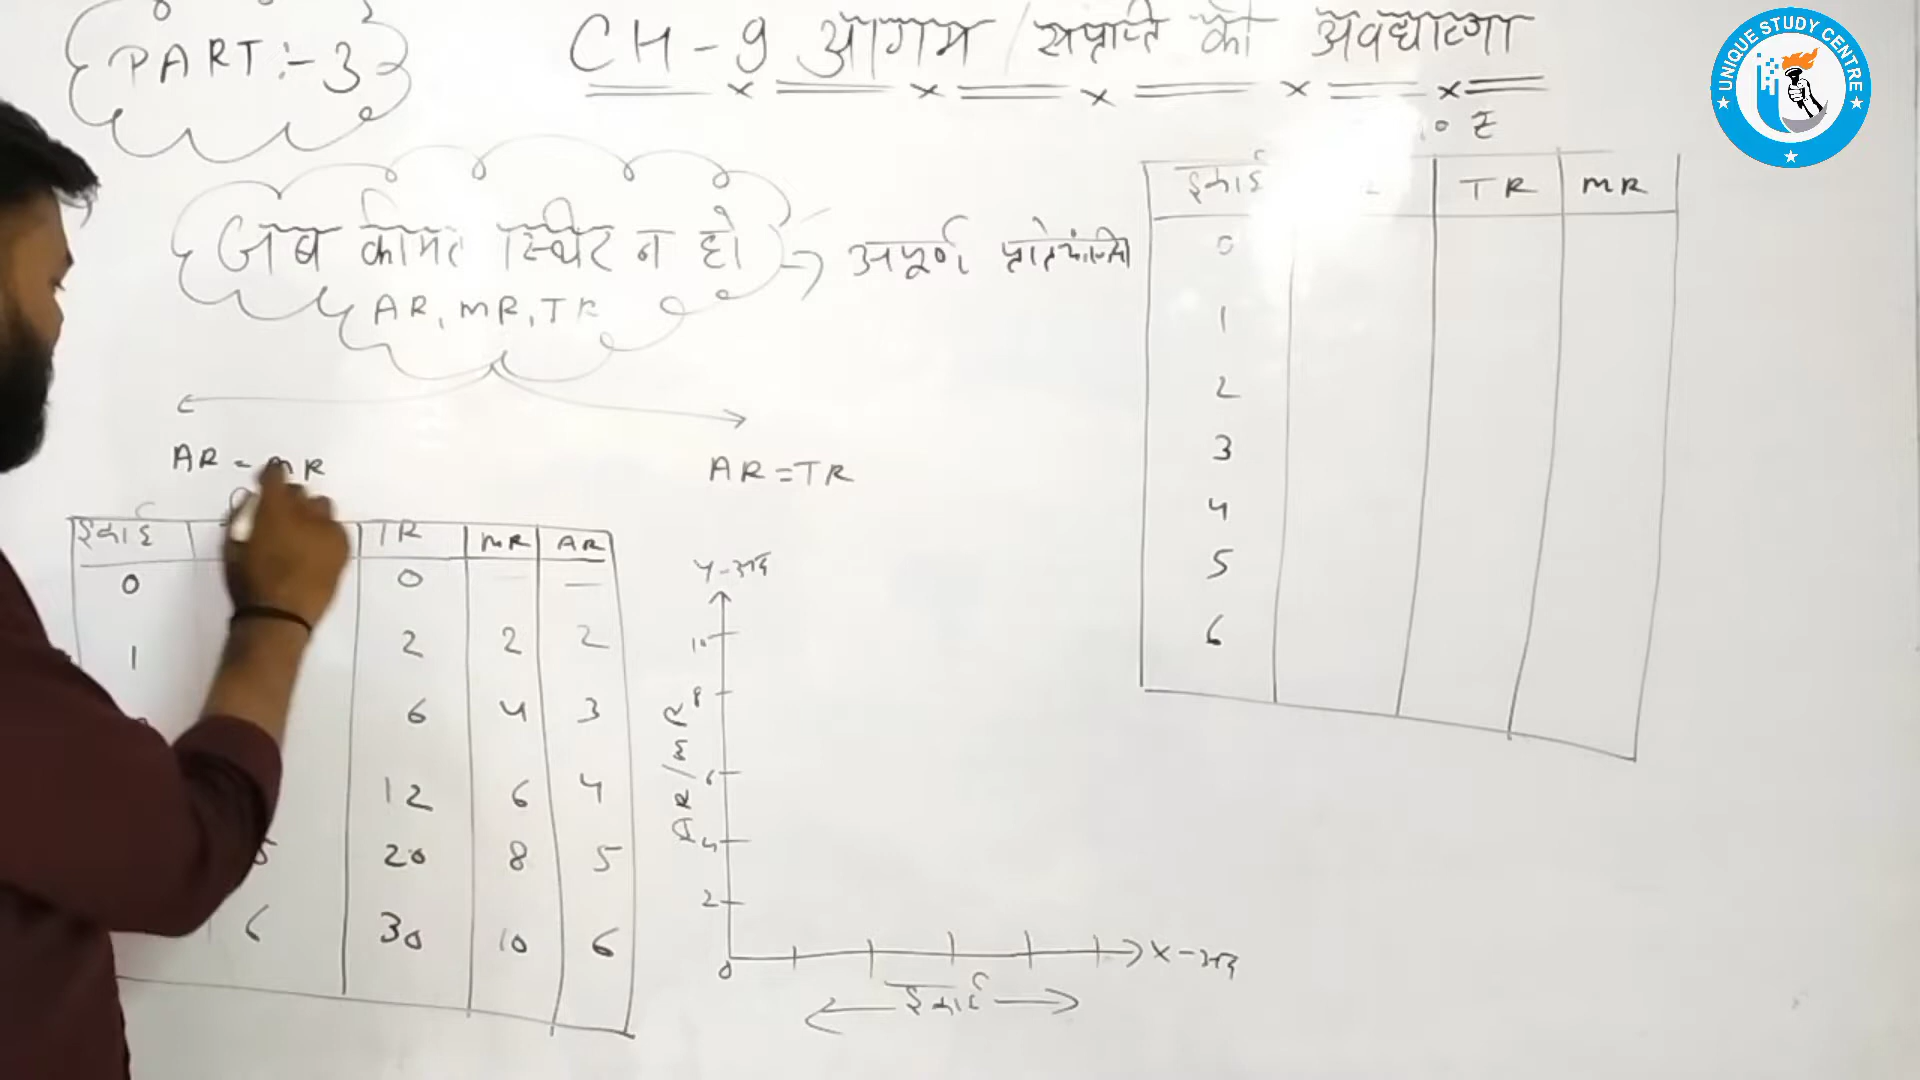 PART:-3
CH-9 आगम / संप्राप्ति की अवधारणा
UNIQUE STUDY CENTRE
० ₹
जब कीमत स्थिर न हो → अपूर्ण प्रतियोगिता
AR, MR, TR
AR = MR
AR = TR
इकाई TR MR AR
0 0 — —
1 2 2 2
6 4 3
12 6 4
5 20 8 5
6 30 10 6
Y-अक्ष
10
8
6
4
2
0
AR/MR
X-अक्ष
इकाई
इकाई TR MR
0
1
2
3
4
5
6